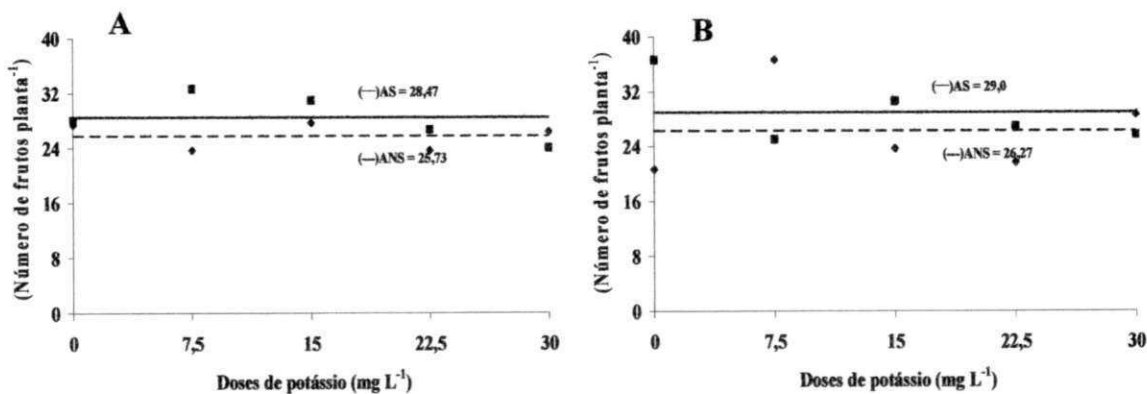 A
(Número de frutos planta-1)
40
32
24
16
8
0
(—)AS = 28,47
(---)ANS = 25,73
0 7,5 15 22,5 30
Doses de potássio (mg L-1)
B
(Número de frutos planta-1)
40
32
24
16
8
0
(—)AS = 29,0
(---)ANS = 26,27
0 7,5 15 22,5 30
Doses de potássio (mg L-1)